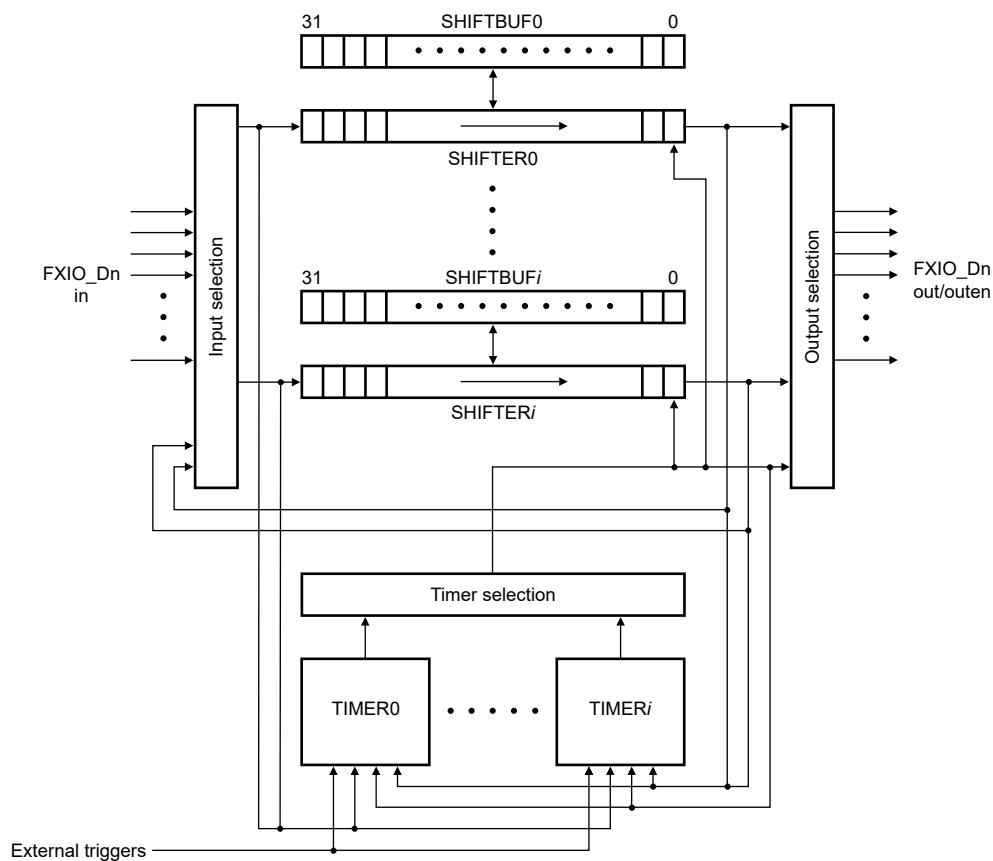 31 SHIFTBUF0 0
SHIFTER0
FXIO_Dn
in
Input selection
31 SHIFTBUFi 0
SHIFTERi
Output selection
FXIO_Dn
out/outen
Timer selection
TIMER0
TIMERi
External triggers